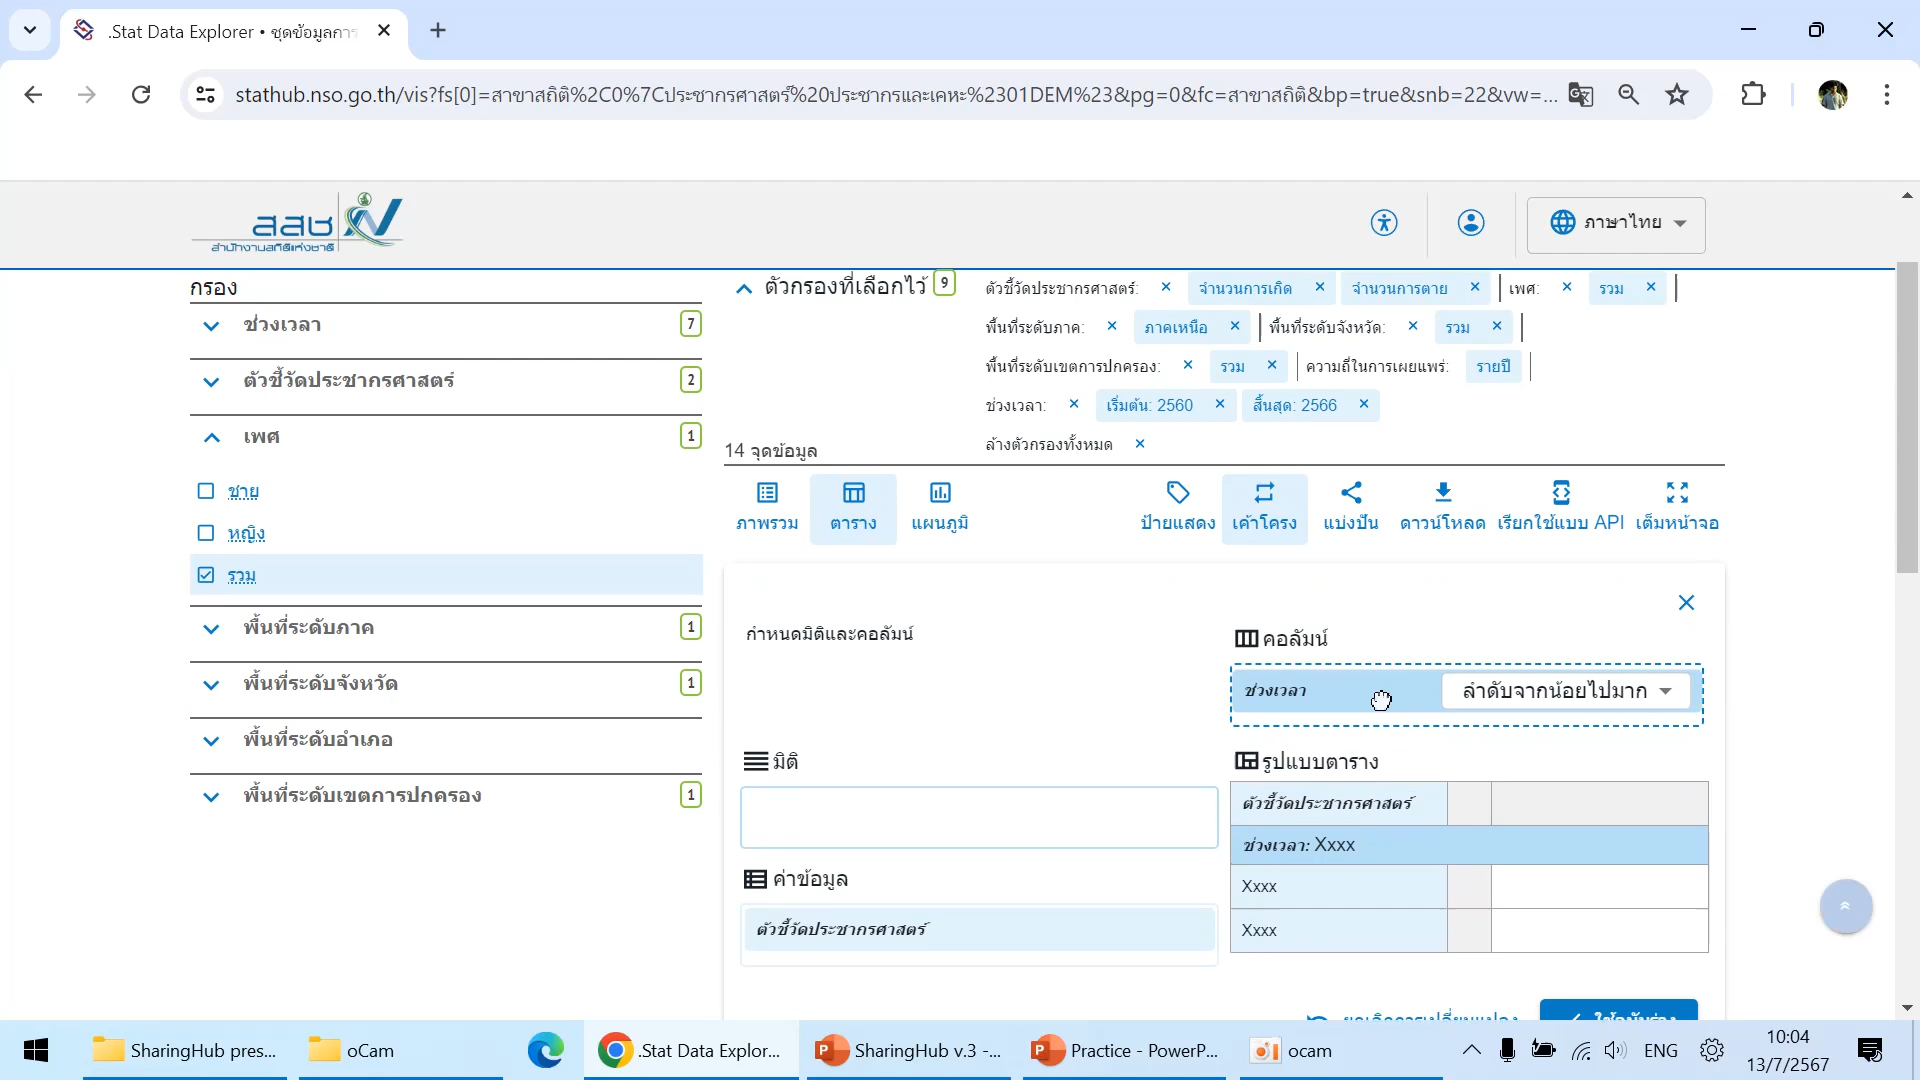 .Stat Data Explorer • ชุดข้อมูลการ
stathub.nso.go.th/vis?fs[0]=สาขาสถิติ%2C0%7Cประชากรศาสตร์%20ประชากรและเคหะ%2301DEM%23&pg=0&fc=สาขาสถิติ&bp=true&snb=22&vw=...
สสช
สำนักงานสถิติแห่งชาติ
ภาษาไทย
กรอง
ช่วงเวลา 7
ตัวชี้วัดประชากรศาสตร์ 2
เพศ 1
ชาย
หญิง
รวม
พื้นที่ระดับภาค 1
พื้นที่ระดับจังหวัด 1
พื้นที่ระดับอำเภอ
พื้นที่ระดับเขตการปกครอง 1
ตัวกรองที่เลือกไว้ 9
ตัวชี้วัดประชากรศาสตร์: × จำนวนการเกิด × จำนวนการตาย × เพศ: × รวม ×
พื้นที่ระดับภาค: × ภาคเหนือ × พื้นที่ระดับจังหวัด: × รวม ×
พื้นที่ระดับเขตการปกครอง: × รวม × ความถี่ในการเผยแพร่: รายปี
ช่วงเวลา: × เริ่มต้น: 2560 × สิ้นสุด: 2566 ×
ล้างตัวกรองทั้งหมด ×
14 จุดข้อมูล
ภาพรวม ตาราง แผนภูมิ ป้ายแสดง เค้าโครง แบ่งปัน ดาวน์โหลด เรียกใช้แบบ API เต็มหน้าจอ
กำหนดมิติและคอลัมน์
คอลัมน์
ช่วงเวลา ลำดับจากน้อยไปมาก
มิติ
รูปแบบตาราง
ตัวชี้วัดประชากรศาสตร์
ช่วงเวลา: Xxxx
Xxxx
Xxxx
ค่าข้อมูล
ตัวชี้วัดประชากรศาสตร์
SharingHub pres... oCam .Stat Data Explor... SharingHub v.3 -... Practice - PowerP... ocam ENG
10:04
13/7/2567